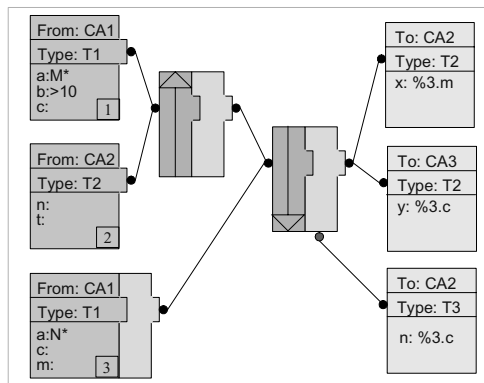 From: CA1
Type: T1
a:M*
b:>10
c:
1
From: CA2
Type: T2
n:
t:
2
From: CA1
Type: T1
a:N*
c:
m:
3
To: CA2
Type: T2
x: %3.m
To: CA3
Type: T2
y: %3.c
To: CA2
Type: T3
n: %3.c